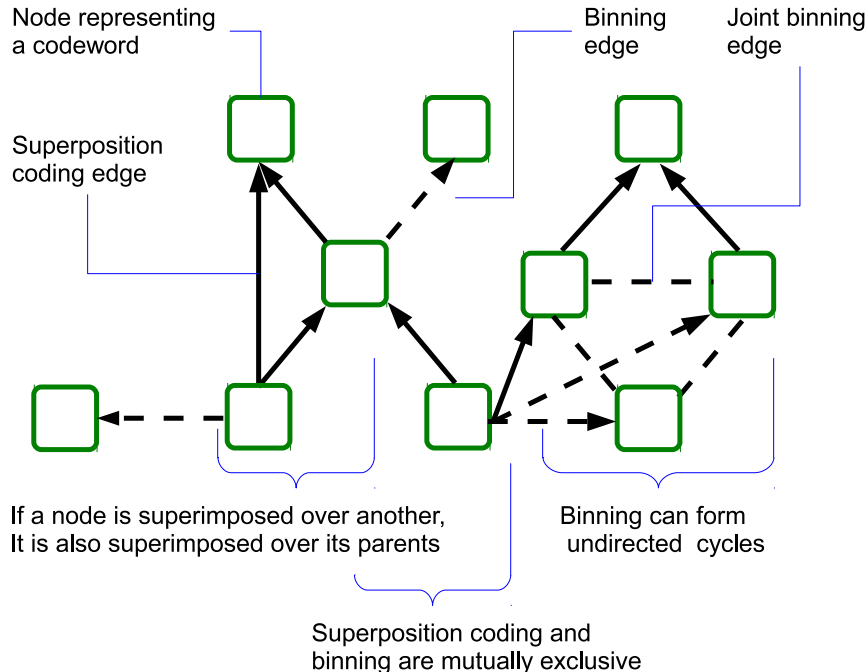 Node representing
a codeword
Binning
edge
Joint binning
edge
Superposition
coding edge
If a node is superimposed over another,
It is also superimposed over its parents
Binning can form
undirected cycles
Superposition coding and
binning are mutually exclusive